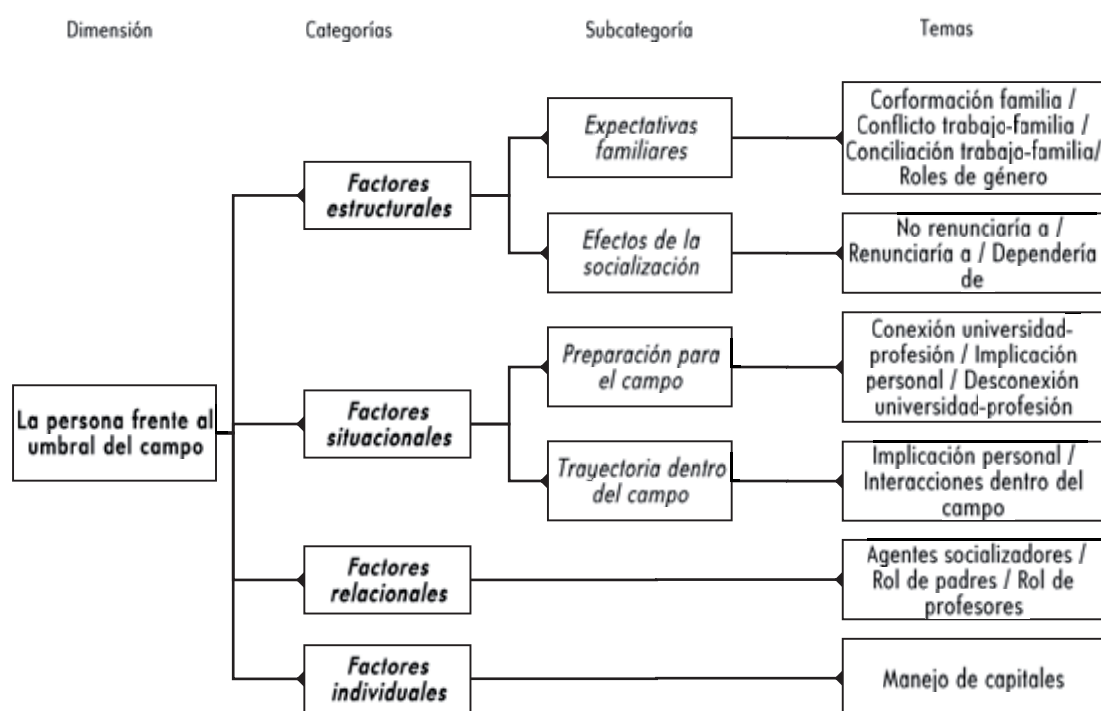 Dimensión
Categorías
Subcategoría
Temas
La persona frente al
umbral del campo
Factores
estructurales
Expectativas
familiares
Corformación familia /
Conflicto trabajo-familia /
Conciliación trabajo-familia/
Roles de género
Efectos de la
socialización
No renunciaría a /
Renunciaría a / Dependería
de
Factores
situacionales
Preparación para
el campo
Conexión universidad-
profesión / Implicación
personal / Desconexión
universidad-profesión
Trayectoria dentro
del campo
Implicación personal /
Interacciones dentro del
campo
Factores
relacionales
Agentes socializadores /
Rol de padres / Rol de
profesores
Factores
individuales
Manejo de capitales